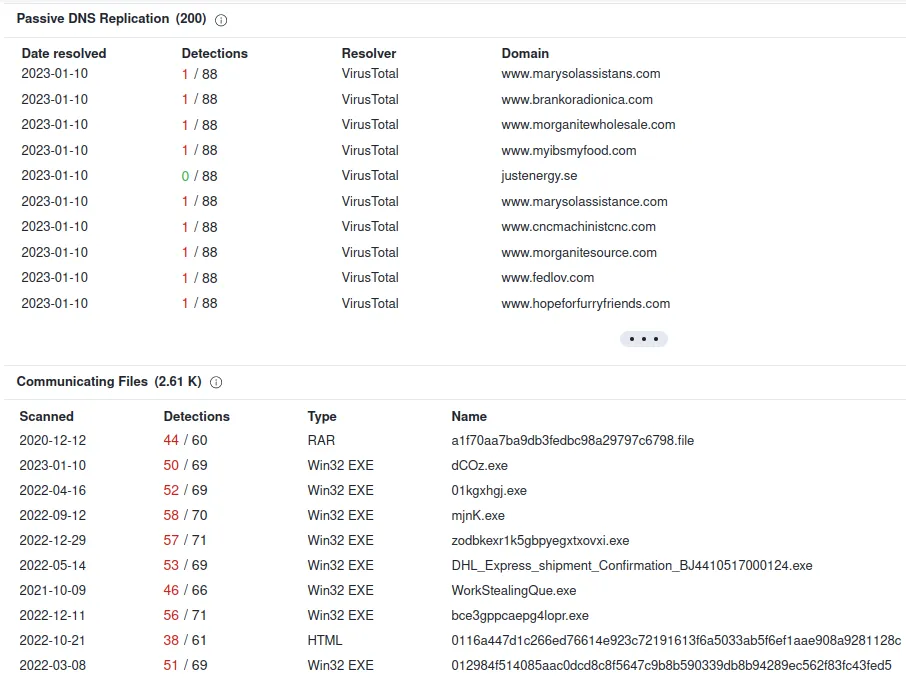 Passive DNS Replication (200)
Date resolved Detections Resolver Domain
2023-01-10 1 / 88 VirusTotal www.marysolassistans.com
2023-01-10 1 / 88 VirusTotal www.brankoradionica.com
2023-01-10 1 / 88 VirusTotal www.morganitewholesale.com
2023-01-10 1 / 88 VirusTotal www.myibsmyfood.com
2023-01-10 0 / 88 VirusTotal justenergy.se
2023-01-10 1 / 88 VirusTotal www.marysolassistance.com
2023-01-10 1 / 88 VirusTotal www.cncmachinistcnc.com
2023-01-10 1 / 88 VirusTotal www.morganitesource.com
2023-01-10 1 / 88 VirusTotal www.fedlov.com
2023-01-10 1 / 88 VirusTotal www.hopeforfurryfriends.com
Communicating Files (2.61 K)
Scanned Detections Type Name
2020-12-12 44 / 60 RAR a1f70aa7ba9db3fedbc98a29797c6798.file
2023-01-10 50 / 69 Win32 EXE dCOz.exe
2022-04-16 52 / 69 Win32 EXE 01kgxhgj.exe
2022-09-12 58 / 70 Win32 EXE mjnK.exe
2022-12-29 57 / 71 Win32 EXE zodbkexr1k5gbpyegxtxovxi.exe
2022-05-14 53 / 69 Win32 EXE DHL_Express_shipment_Confirmation_BJ4410517000124.exe
2021-10-09 46 / 66 Win32 EXE WorkStealingQue.exe
2022-12-11 56 / 71 Win32 EXE bce3gppcaepg4lopr.exe
2022-10-21 38 / 61 HTML 0116a447d1c266ed76614e923c72191613f6a5033ab5f6ef1aae908a9281128c
2022-03-08 51 / 69 Win32 EXE 012984f514085aac0dcd8c8f5647c9b8b590339db8b94289ec562f83fc43fed5